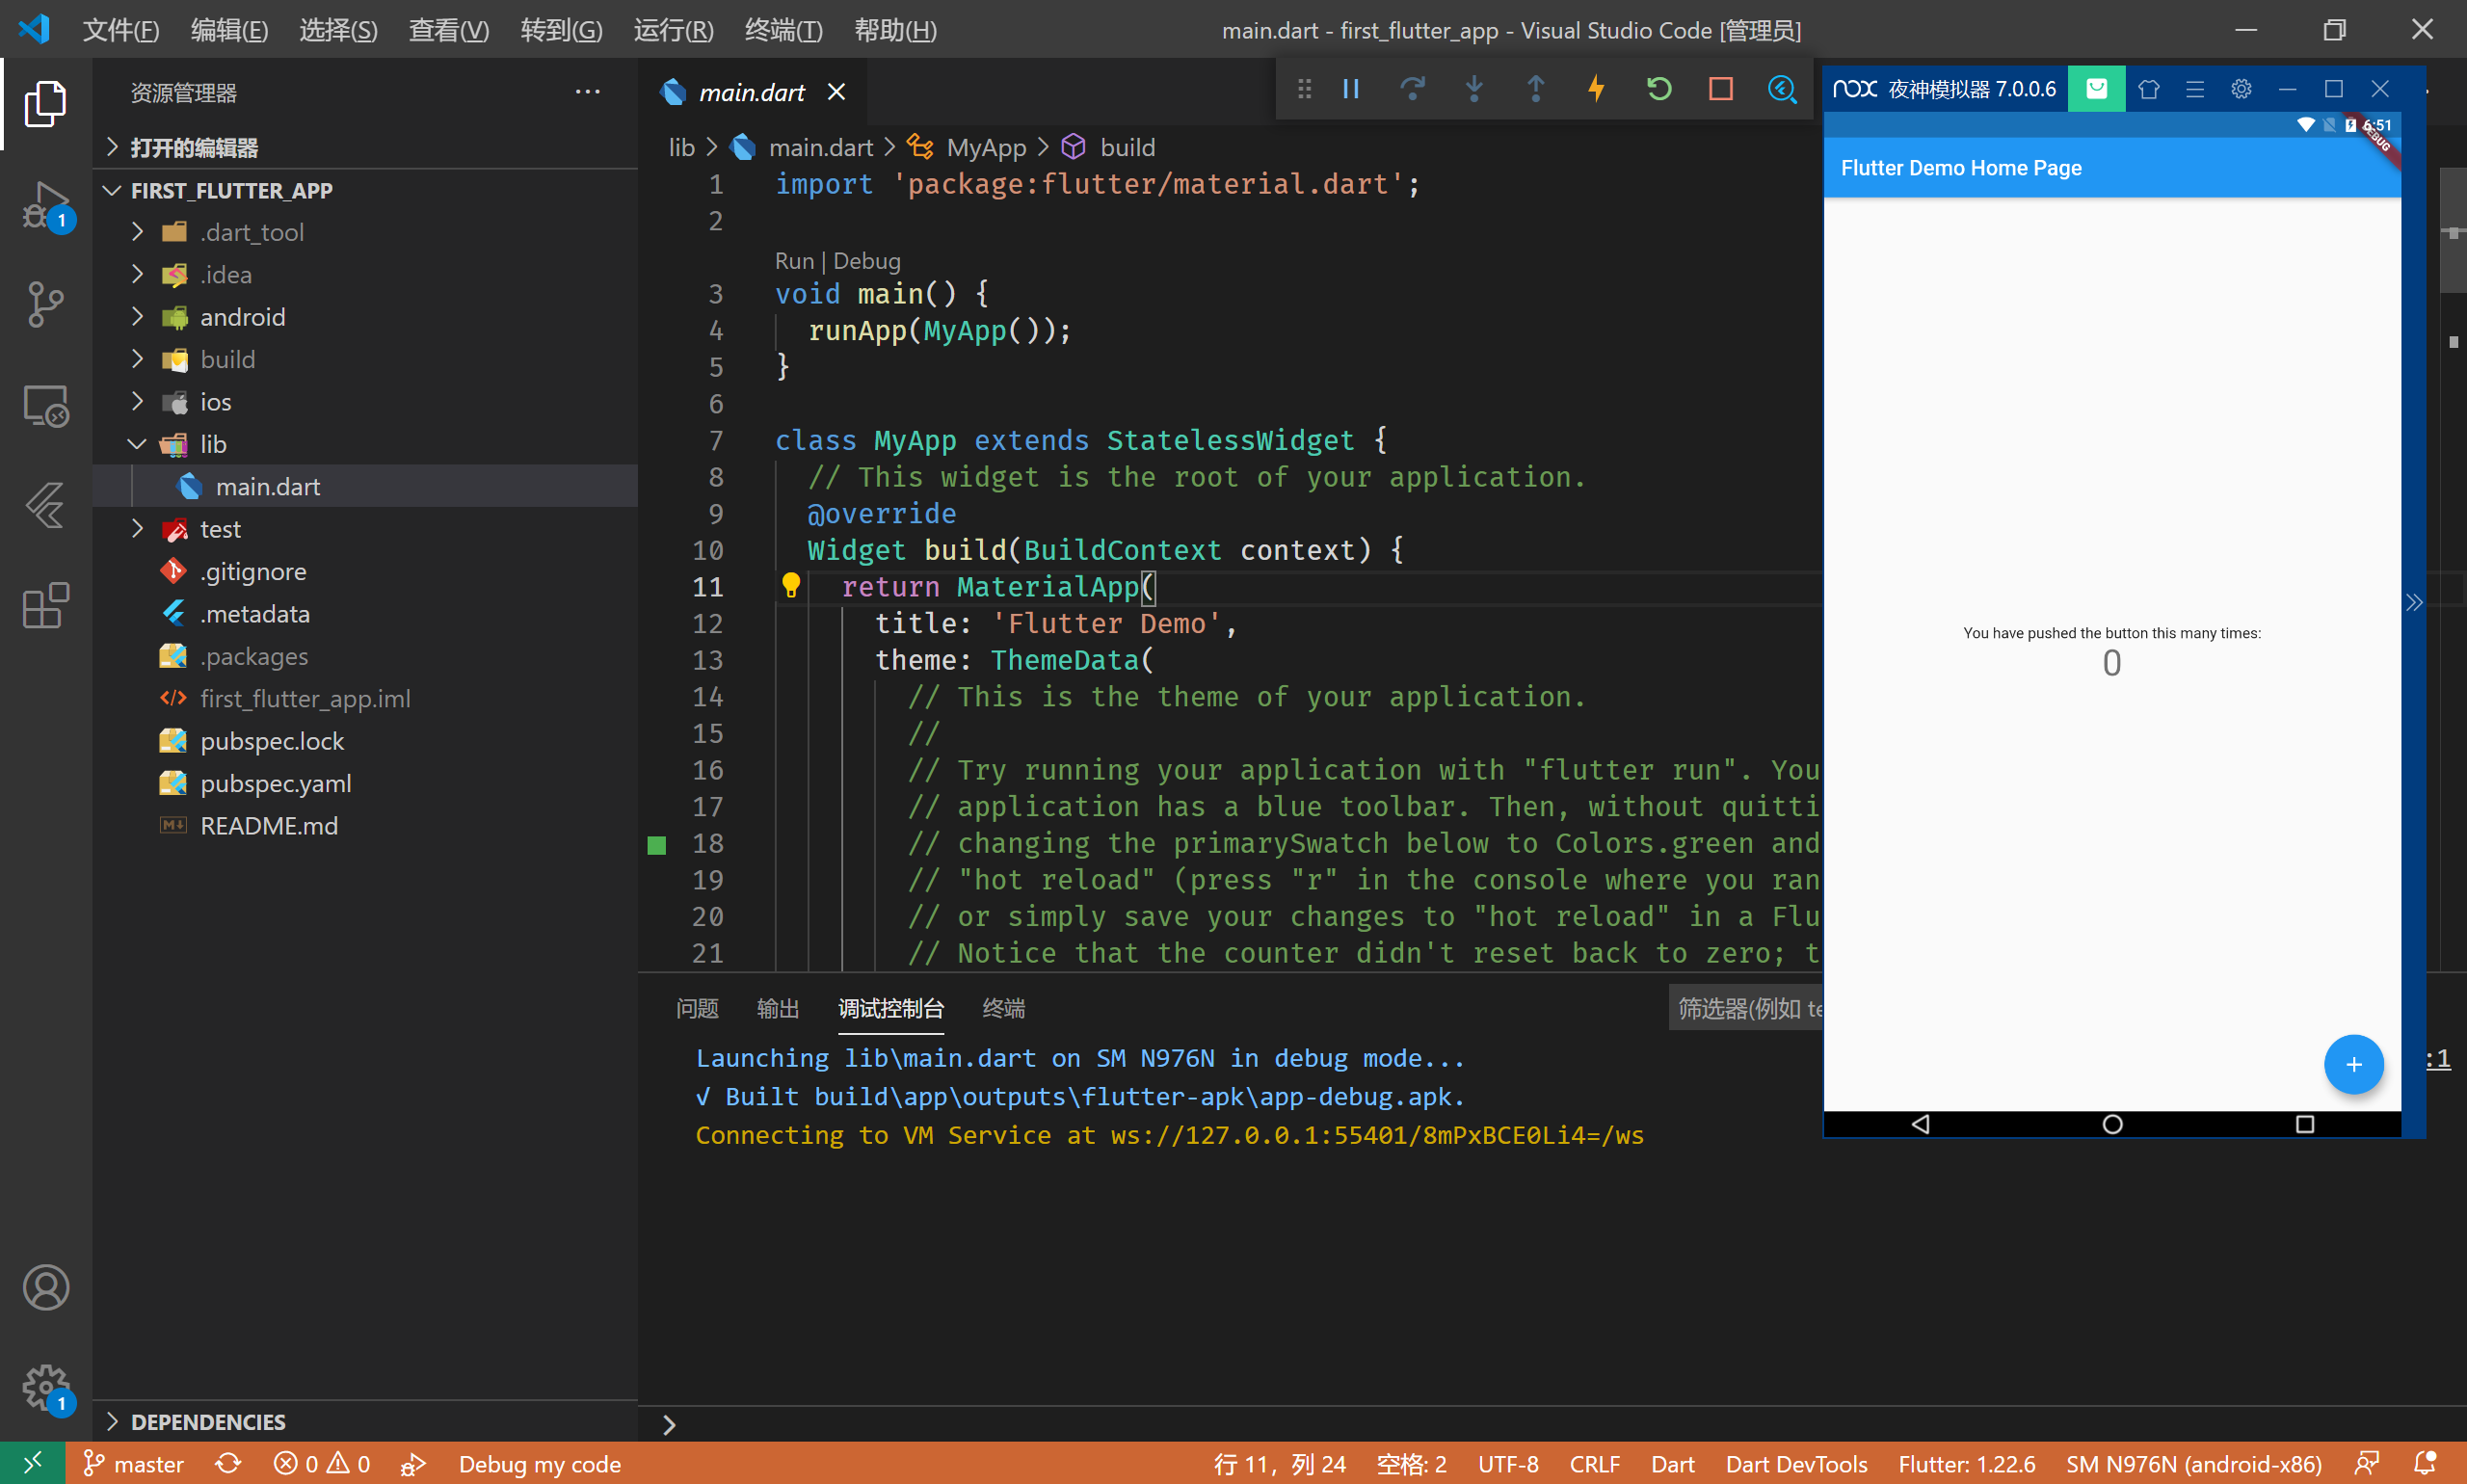 文件(F) 编辑(E) 选择(S) 查看(V) 转到(G) 运行(R) 终端(T) 帮助(H)
main.dart - first_flutter_app - Visual Studio Code [管理员]
资源管理器
打开的编辑器
FIRST_FLUTTER_APP
.dart_tool
.idea
android
build
ios
lib
main.dart
test
.gitignore
.metadata
.packages
first_flutter_app.iml
pubspec.lock
pubspec.yaml
README.md
DEPENDENCIES
1
1
main.dart
lib > main.dart > MyApp > build
1 import 'package:flutter/material.dart';
2
Run | Debug
3 void main() {
4 runApp(MyApp());
5 }
6
7 class MyApp extends StatelessWidget {
8 // This widget is the root of your application.
9 @override
10 Widget build(BuildContext context) {
11 return MaterialApp(
12 title: 'Flutter Demo',
13 theme: ThemeData(
14 // This is the theme of your application.
15 //
16 // Try running your application with "flutter run". You
17 // application has a blue toolbar. Then, without quitti
18 // changing the primarySwatch below to Colors.green and
19 // "hot reload" (press "r" in the console where you ran
20 // or simply save your changes to "hot reload" in a Flu
21 // Notice that the counter didn't reset back to zero; t
问题 输出 调试控制台 终端
筛选器(例如 te
Launching lib\main.dart on SM N976N in debug mode...
√ Built build\app\outputs\flutter-apk\app-debug.apk.
Connecting to VM Service at ws://127.0.0.1:55401/8mPxBCE0Li4=/ws
:1
nox 夜神模拟器 7.0.0.6
6:51
DEBUG
Flutter Demo Home Page
You have pushed the button this many times:
0
+
master 0 0 Debug my code
行 11，列 24 空格: 2 UTF-8 CRLF Dart Dart DevTools Flutter: 1.22.6 SM N976N (android-x86)